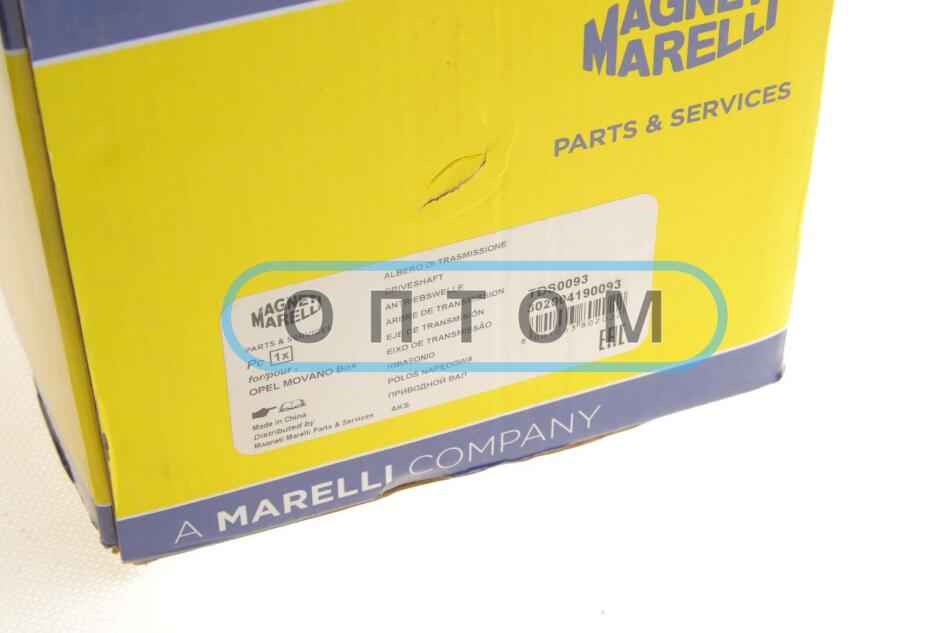 MAGNETI
MARELLI
PARTS & SERVICES
MAGNETI
MARELLI
PARTS & SERVICES
Pc 1x
for/pour :
OPEL MOVANO Box
Made in China
Distributed by
Magneti Marelli Parts & Services
ALBERO DI TRASMISSIONE
DRIVESHAFT
ANTRIEBSWELLE
ARBRE DE TRANSMISSION
EJE DE TRANSMISIÓN
EIXO DE TRANSMISSÃO
ΗΜΙΑΞΟΝΙΟ
PÓŁOŚ NAPĘDOWA
ПРИВОДНОЙ ВАЛ
AKS
TDS0093
302004190093
EAC
ОПТОМ
A MARELLI COMPANY